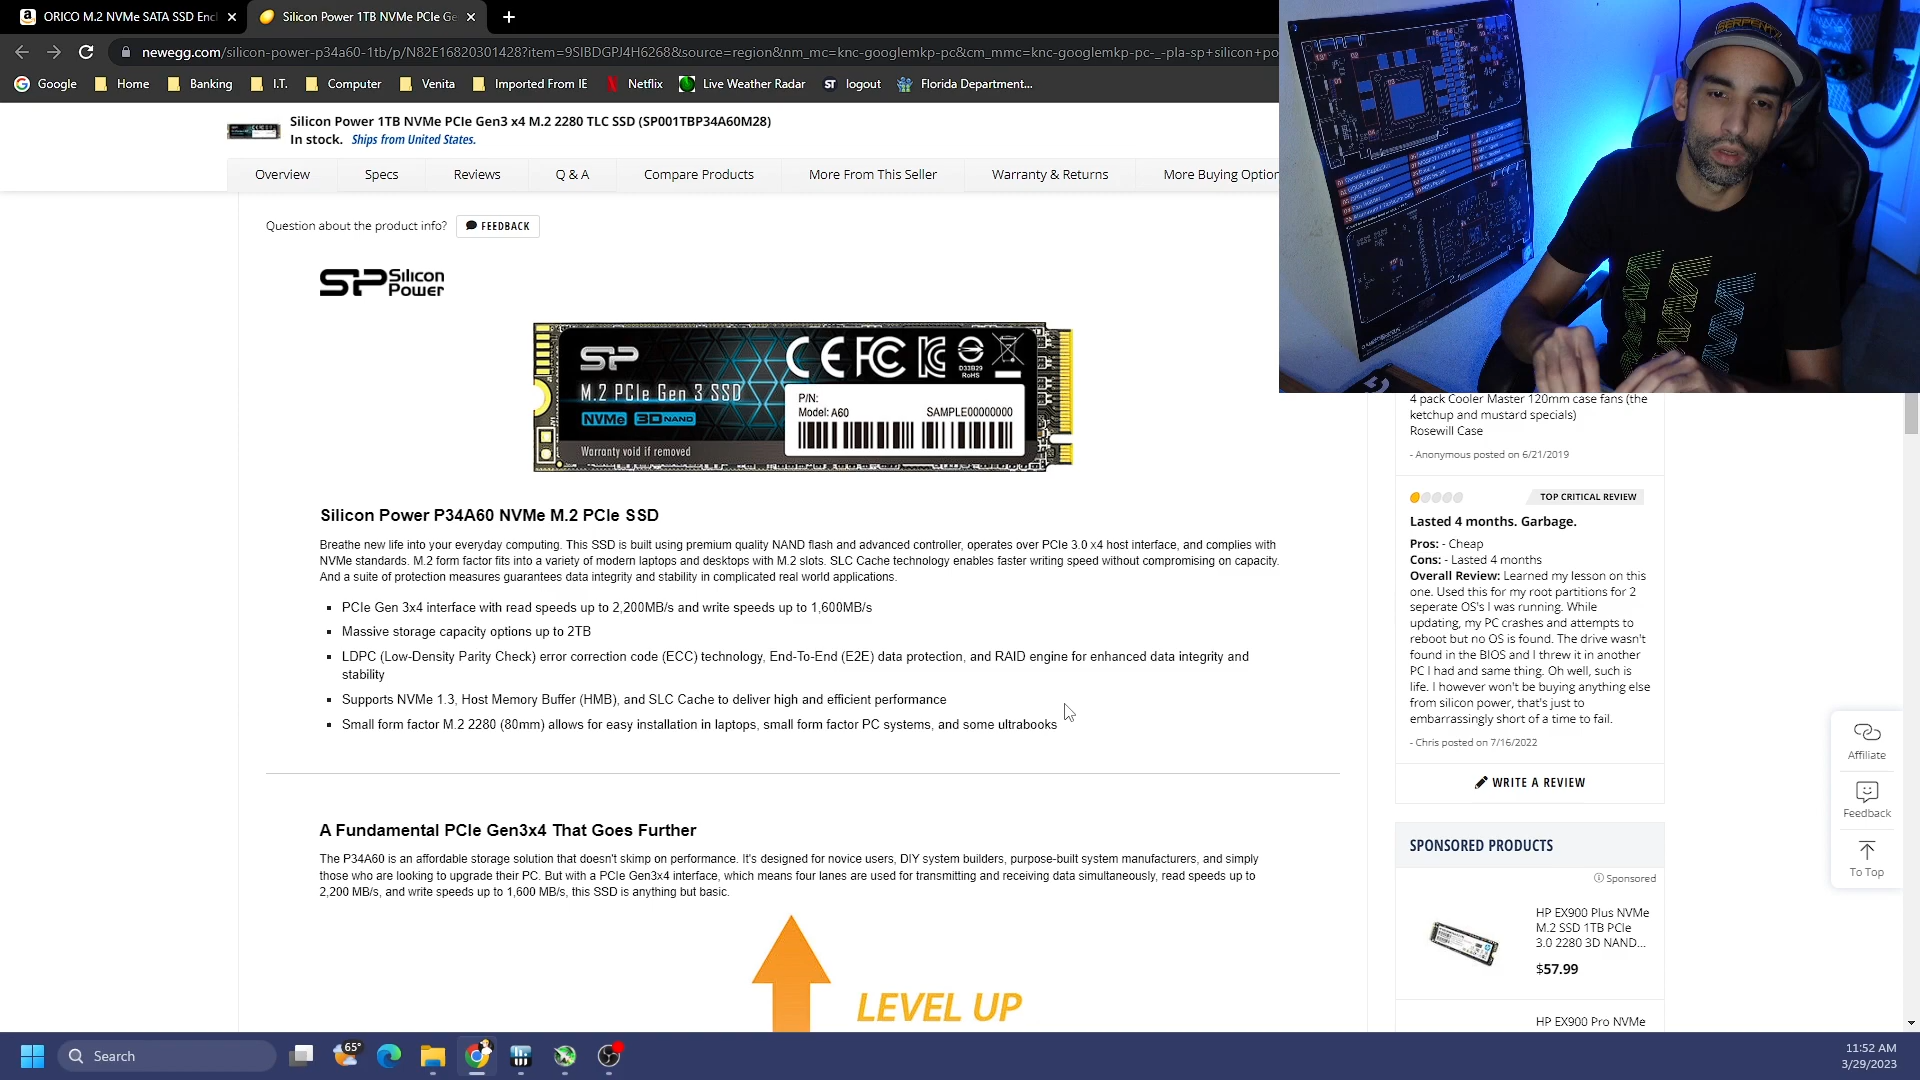 ORICO M.2 NVMe SATA SSD Encl
Silicon Power 1TB NVMe PCIe Ge
newegg.com/silicon-power-p34a60-1tb/p/N82E16820301428?item=9SIBDGPJ4H6268&source=region&nm_mc=knc-googlemkp-pc&cm_mmc=knc-googlemkp-pc-_-pla-sp+silicon+po
Google
Home
Banking
I.T.
Computer
Venita
Imported From IE
Netflix
Live Weather Radar
ST logout
Florida Department...
Silicon Power 1TB NVMe PCIe Gen3 x4 M.2 2280 TLC SSD (SP001TBP34A60M28)
In stock. Ships from United States.
Overview
Specs
Reviews
Q & A
Compare Products
More From This Seller
Warranty & Returns
More Buying Option
Question about the product info?
FEEDBACK
SP Silicon Power
SP
M.2 PCIe Gen 3 SSD
NVMe 3D NAND
Warranty void if removed
CE FC
D33B29
RoHS
P/N:
Model: A60
SAMPLE00000000
Silicon Power P34A60 NVMe M.2 PCIe SSD
Breathe new life into your everyday computing. This SSD is built using premium quality NAND flash and advanced controller, operates over PCIe 3.0 x4 host interface, and complies with
NVMe standards. M.2 form factor fits into a variety of modern laptops and desktops with M.2 slots. SLC Cache technology enables faster writing speed without compromising on capacity.
And a suite of protection measures guarantees data integrity and stability in complicated real world applications.
PCIe Gen 3x4 interface with read speeds up to 2,200MB/s and write speeds up to 1,600MB/s
Massive storage capacity options up to 2TB
LDPC (Low-Density Parity Check) error correction code (ECC) technology, End-To-End (E2E) data protection, and RAID engine for enhanced data integrity and
stability
Supports NVMe 1.3, Host Memory Buffer (HMB), and SLC Cache to deliver high and efficient performance
Small form factor M.2 2280 (80mm) allows for easy installation in laptops, small form factor PC systems, and some ultrabooks
A Fundamental PCIe Gen3x4 That Goes Further
The P34A60 is an affordable storage solution that doesn't skimp on performance. It's designed for novice users, DIY system builders, purpose-built system manufacturers, and simply
those who are looking to upgrade their PC. But with a PCIe Gen3x4 interface, which means four lanes are used for transmitting and receiving data simultaneously, read speeds up to
2,200 MB/s, and write speeds up to 1,600 MB/s, this SSD is anything but basic.
LEVEL UP
4 pack Cooler Master 120mm case fans (the
ketchup and mustard specials)
Rosewill Case
- Anonymous posted on 6/21/2019
TOP CRITICAL REVIEW
Lasted 4 months. Garbage.
Pros: - Cheap
Cons: - Lasted 4 months
Overall Review: Learned my lesson on this
one. Used this for my root partitions for 2
seperate OS's I was running. While
updating, my PC crashes and attempts to
reboot but no OS is found. The drive wasn't
found in the BIOS and I threw it in another
PC I had and same thing. Oh well, such is
life. I however won't be buying anything else
from silicon power, that's just to
embarrassingly short of a time to fail.
- Chris posted on 7/16/2022
WRITE A REVIEW
SPONSORED PRODUCTS
Sponsored
HP EX900 Plus NVMe
M.2 SSD 1TB PCIe
3.0 2280 3D NAND...
$57.99
HP EX900 Pro NVMe
Affiliate
Feedback
To Top
Search
65°
11:52 AM
3/29/2023